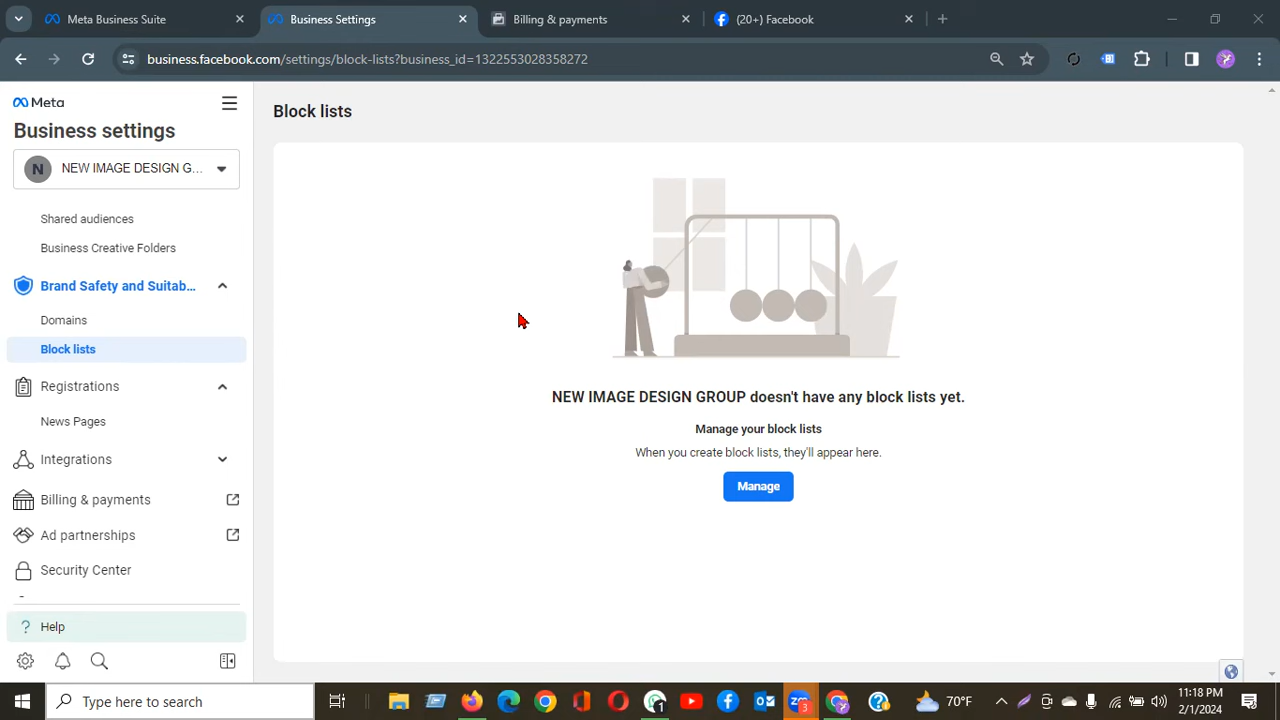 Meta Business Suite
Business Settings
Billing & payments
(20+) Facebook
business.facebook.com/settings/block-lists?business_id=1322553028358272
Meta
Business settings
N NEW IMAGE DESIGN G...
Shared audiences
Business Creative Folders
Brand Safety and Suitab...
Domains
Block lists
Registrations
News Pages
Integrations
Billing & payments
Ad partnerships
Security Center
? Help
Block lists
NEW IMAGE DESIGN GROUP doesn't have any block lists yet.
Manage your block lists
When you create block lists, they'll appear here.
Manage
Type here to search
1
3
70°F
11:18 PM
2/1/2024